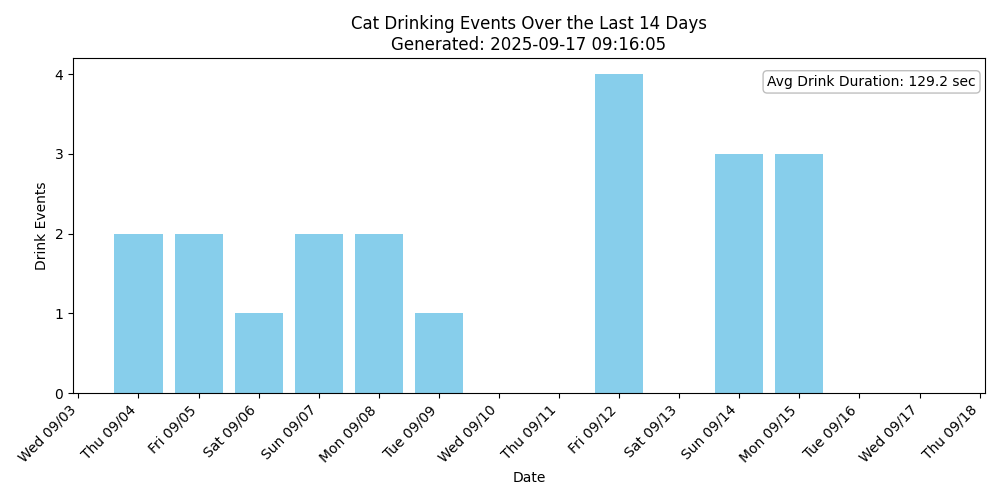 Cat Drinking Events Over the Last 14 Days
Generated: 2025-09-17 09:16:05
Avg Drink Duration: 129.2 sec
Drink Events
4
3
2
1
0
Wed 09/03
Thu 09/04
Fri 09/05
Sat 09/06
Sun 09/07
Mon 09/08
Tue 09/09
Wed 09/10
Thu 09/11
Fri 09/12
Sat 09/13
Sun 09/14
Mon 09/15
Tue 09/16
Wed 09/17
Thu 09/18
Date